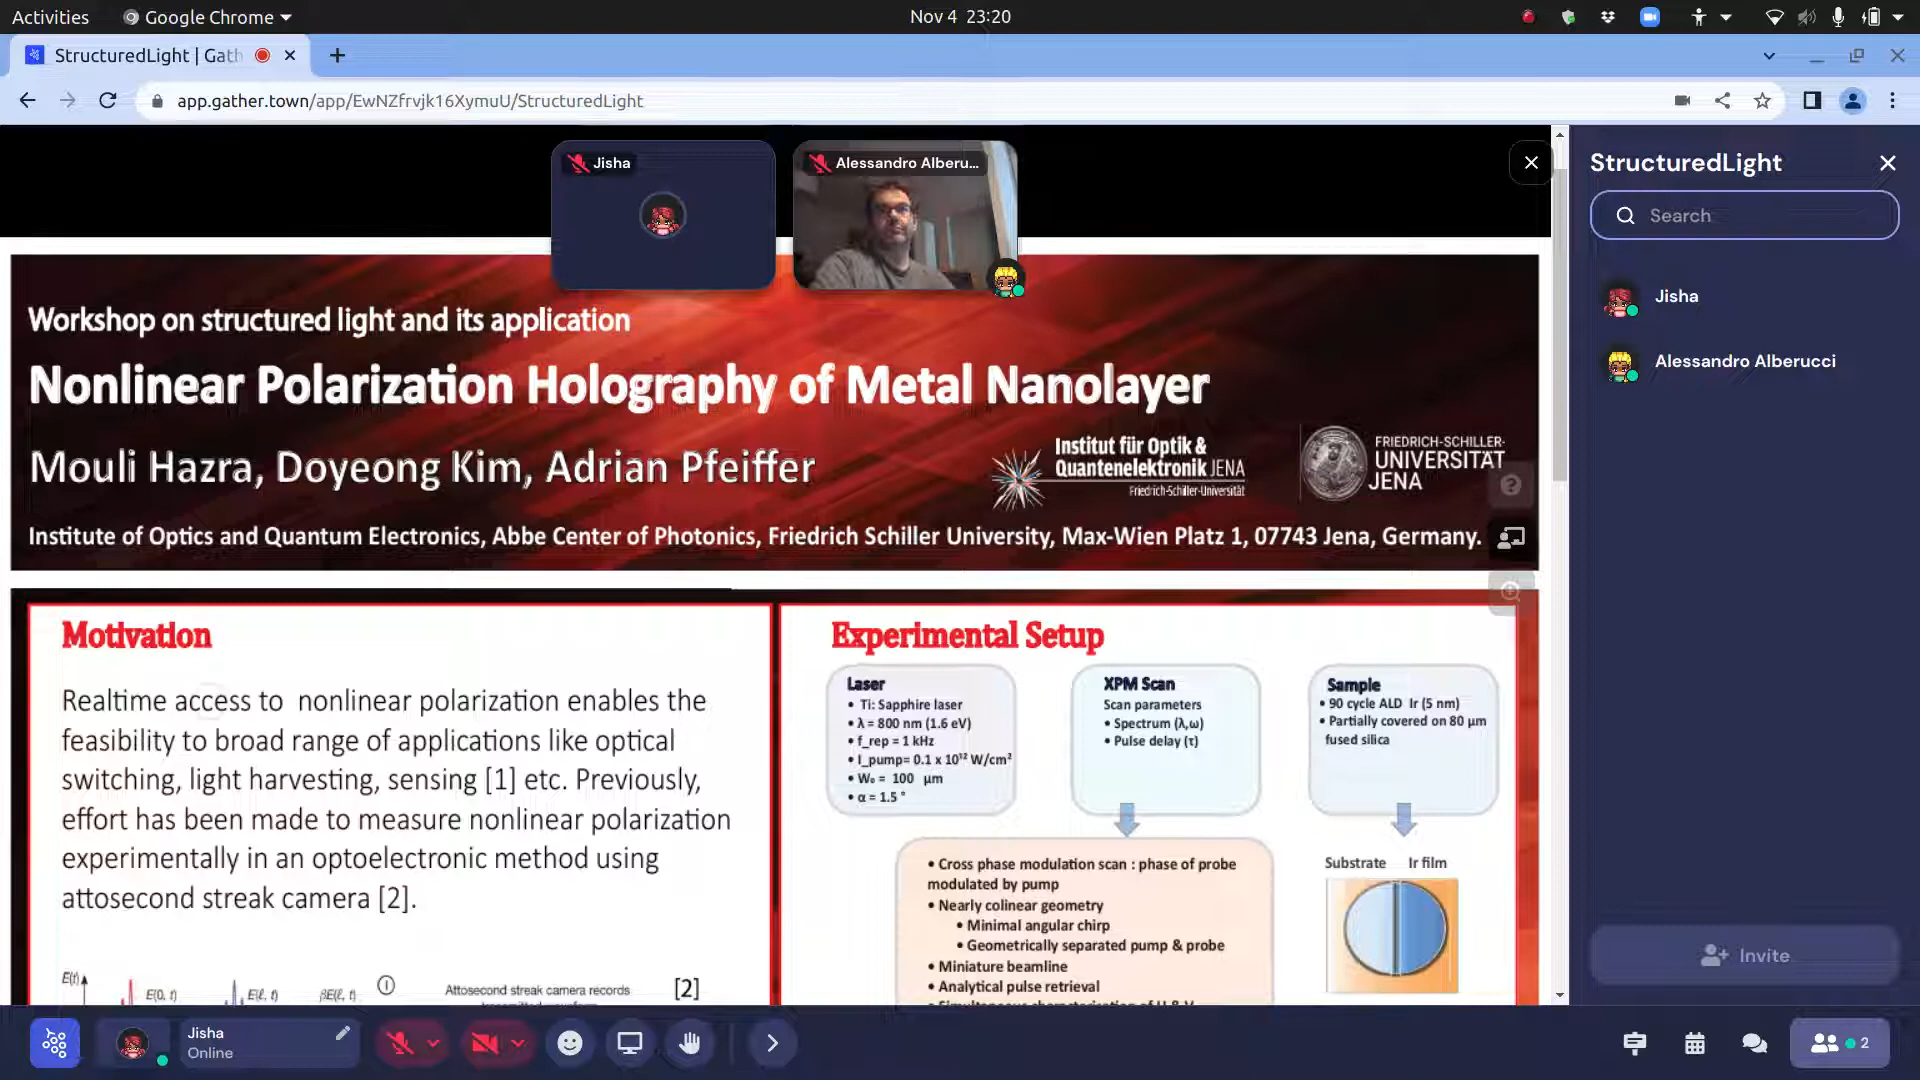 Activities
Google Chrome
Nov 4 23:20
StructuredLight | Gath
app.gather.town/app/EwNZfrvjk16XymuU/StructuredLight
Jisha
Alessandro Alberu...
StructuredLight
Search
Jisha
Alessandro Alberucci
Workshop on structured light and its application
Nonlinear Polarization Holography of Metal Nanolayer
Mouli Hazra, Doyeong Kim, Adrian Pfeiffer
Institut für Optik &
Quantenelektronik JENA
Friedrich-Schiller-Universität
FRIEDRICH-SCHILLER-
UNIVERSITÄT
JENA
Institute of Optics and Quantum Electronics, Abbe Center of Photonics, Friedrich Schiller University, Max-Wien Platz 1, 07743 Jena, Germany.
Motivation
Realtime access to nonlinear polarization enables the
feasibility to broad range of applications like optical
switching, light harvesting, sensing [1] etc. Previously,
effort has been made to measure nonlinear polarization
experimentally in an optoelectronic method using
attosecond streak camera [2].
E(t)
E(0, t)
E(ℓ, t)
βE(ℓ, t)
Attosecond streak camera records
[2]
Experimental Setup
Laser
• Ti: Sapphire laser
• λ = 800 nm (1.6 eV)
• f_rep = 1 kHz
• I_pump= 0.1 x 10¹² W/cm²
• W₀ = 100 μm
• α = 1.5 °
XPM Scan
Scan parameters
• Spectrum (λ,ω)
• Pulse delay (τ)
Sample
• 90 cycle ALD Ir (5 nm)
• Partially covered on 80 μm
fused silica
• Cross phase modulation scan : phase of probe
modulated by pump
• Nearly colinear geometry
• Minimal angular chirp
• Geometrically separated pump & probe
• Miniature beamline
• Analytical pulse retrieval
Substrate Ir film
Invite
Jisha
Online
2